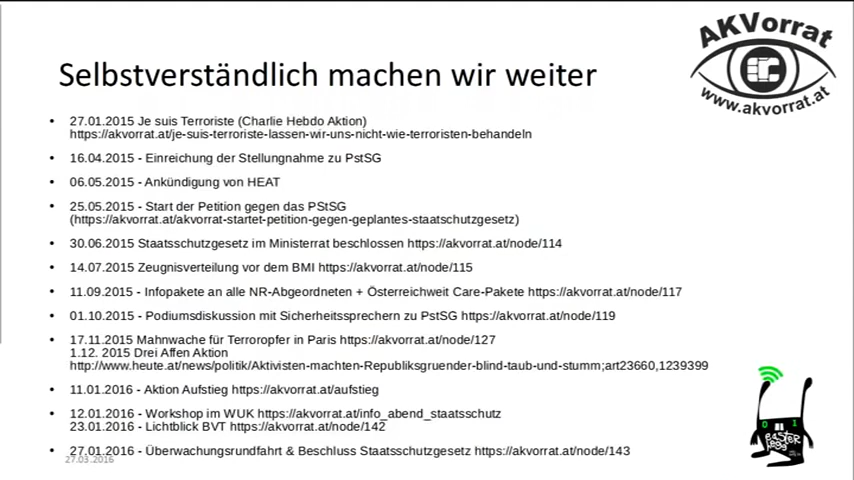 AKVorrat
www.akvorrat.at
Selbstverständlich machen wir weiter
• 27.01.2015 Je suis Terroriste (Charlie Hebdo Aktion)
https://akvorrat.at/je-suis-terroriste-lassen-wir-uns-nicht-wie-terroristen-behandeln
• 16.04.2015 - Einreichung der Stellungnahme zu PstSG
• 06.05.2015 - Ankündigung von HEAT
• 25.05.2015 - Start der Petition gegen das PStSG
(https://akvorrat.at/akvorrat-startet-petition-gegen-geplantes-staatschutzgesetz)
• 30.06.2015 Staatsschutzgesetz im Ministerrat beschlossen https://akvorrat.at/node/114
• 14.07.2015 Zeugnisverteilung vor dem BMI https://akvorrat.at/node/115
• 11.09.2015 - Infopakete an alle NR-Abgeordneten + Österreichweit Care-Pakete https://akvorrat.at/node/117
• 01.10.2015 - Podiumsdiskussion mit Sicherheitssprechern zu PstSG https://akvorrat.at/node/119
• 17.11.2015 Mahnwache für Terroropfer in Paris https://akvorrat.at/node/127
1.12. 2015 Drei Affen Aktion
http://www.heute.at/news/politik/Aktivisten-machten-Republiksgruender-blind-taub-und-stumm;art23660,1239399
• 11.01.2016 - Aktion Aufstieg https://akvorrat.at/aufstieg
• 12.01.2016 - Workshop im WUK https://akvorrat.at/info_abend_staatsschutz
23.01.2016 - Lichtblick BVT https://akvorrat.at/node/142
• 27.01.2016 - Überwachungsrundfahrt & Beschluss Staatsschutzgesetz https://akvorrat.at/node/143
27.03.2016
0 1
easter
hegg